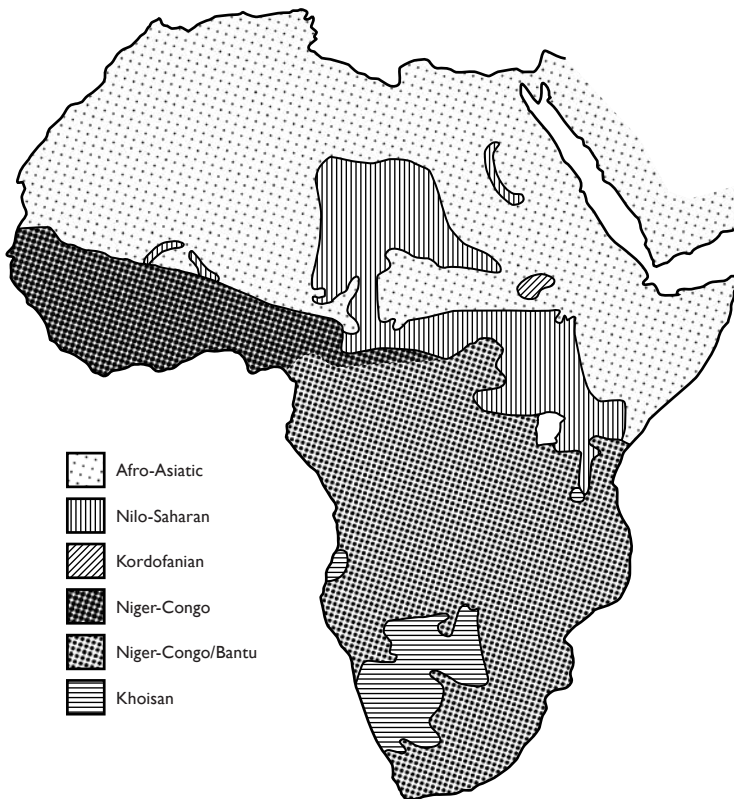 Afro-Asiatic
Nilo-Saharan
Kordofanian
Niger-Congo
Niger-Congo/Bantu
Khoisan